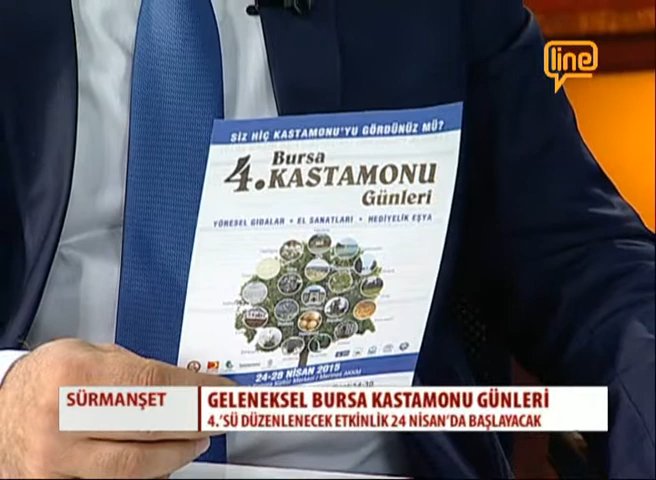 line
SİZ HİÇ KASTAMONU'YU GÖRDÜNÜZ MÜ?
4. Bursa
KASTAMONU
Günleri
YÖRESEL GIDALAR • EL SANATLARI • HEDİYELİK EŞYA
24-28 NİSAN 2015
SÜRMANŞET
GELENEKSEL BURSA KASTAMONU GÜNLERİ
4.'SÜ DÜZENLENECEK ETKİNLİK 24 NİSAN'DA BAŞLAYACAK